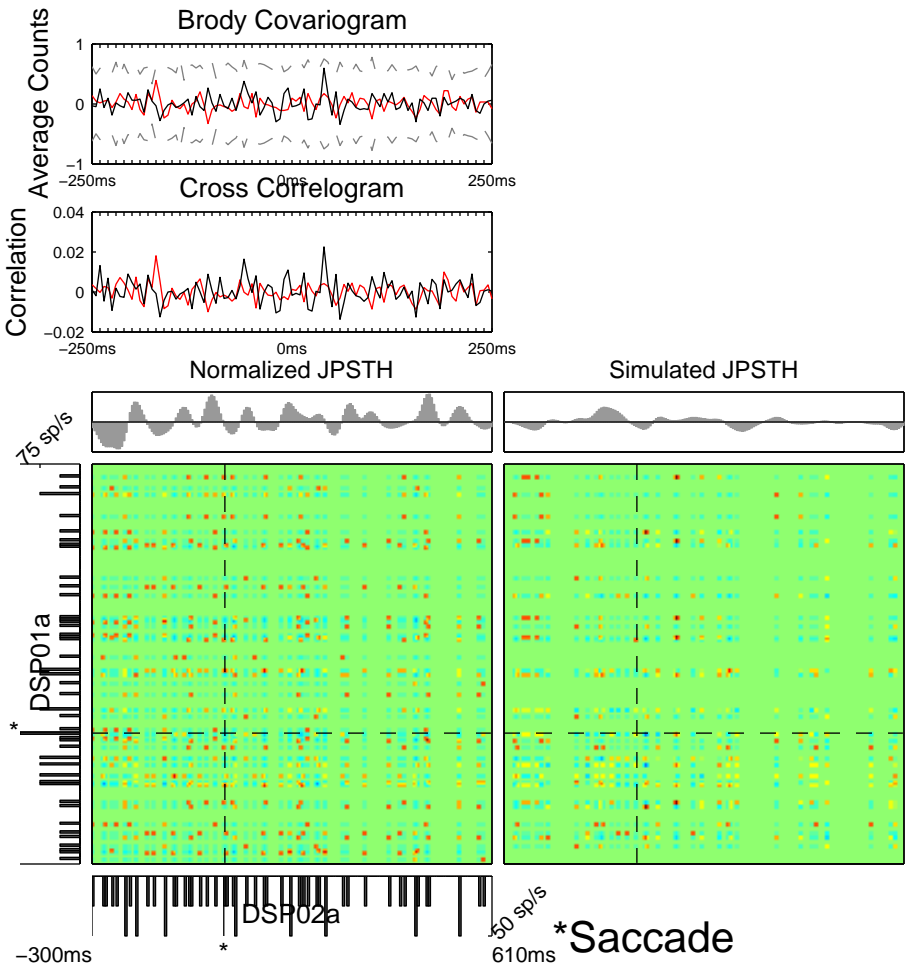 Brody Covariogram
Average Counts
1
0
−1
−250ms
0ms
250ms
Cross Correlogram
Correlation
0.04
0.02
0
−0.02
−250ms
0ms
250ms
Normalized JPSTH
Simulated JPSTH
75 sp/s
DSP01a
*
DSP02a
50 sp/s
*
−300ms
610ms
*Saccade